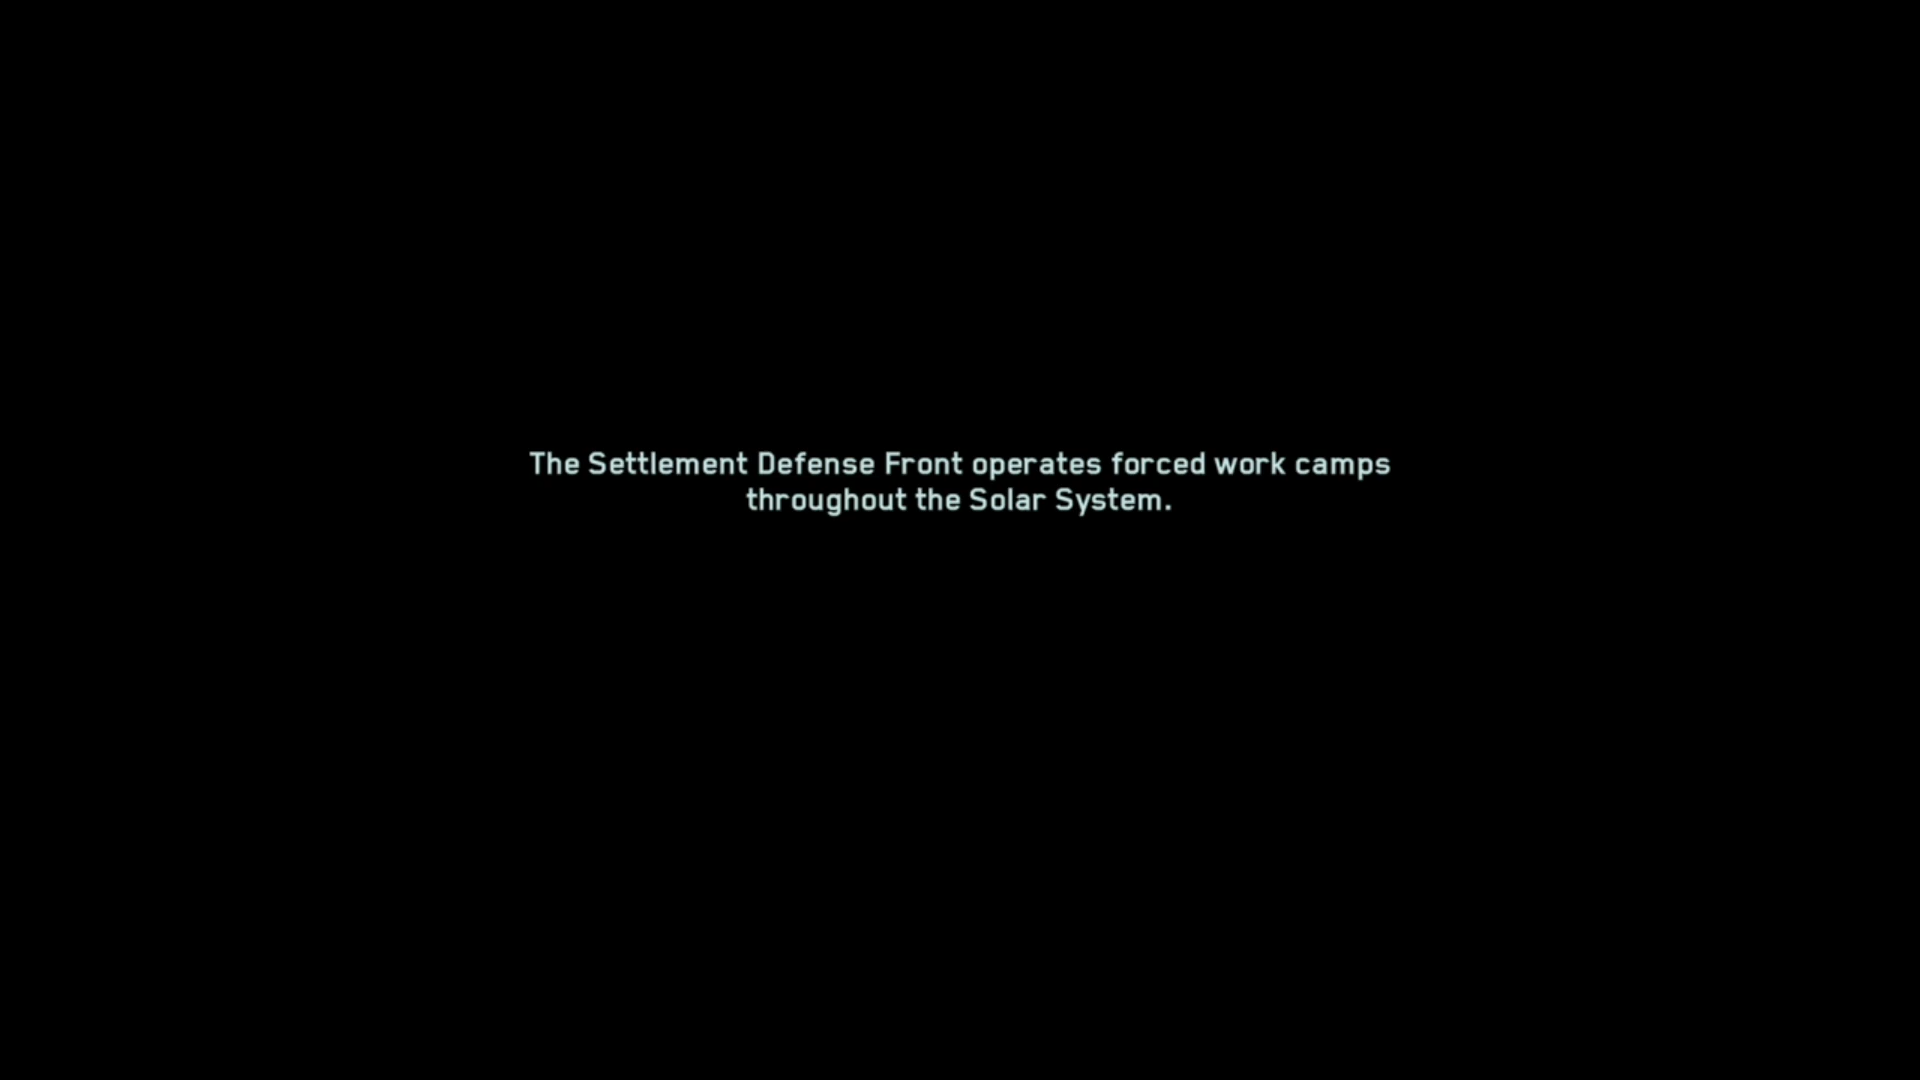 The Settlement Defense Front operates forced work camps
throughout the Solar System.